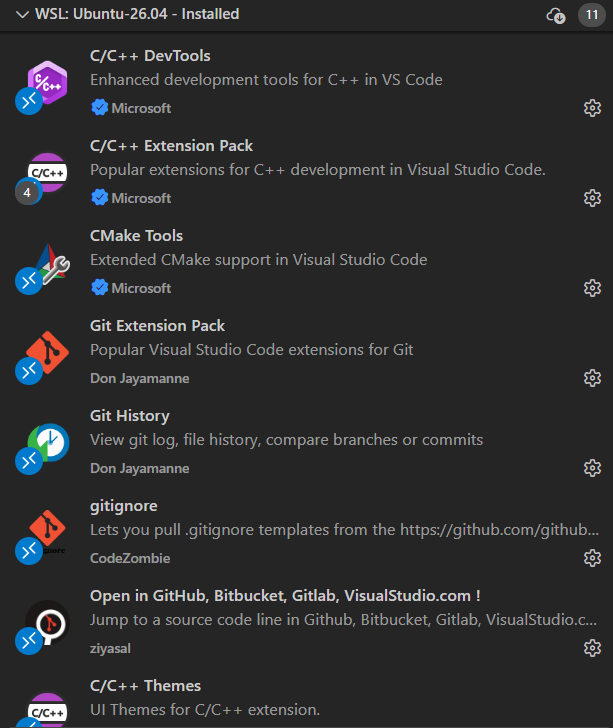 WSL: Ubuntu-26.04 - Installed
11
C/C++ DevTools
Enhanced development tools for C++ in VS Code
Microsoft
C/C++ Extension Pack
Popular extensions for C++ development in Visual Studio Code.
Microsoft
4
CMake Tools
Extended CMake support in Visual Studio Code
Microsoft
Git Extension Pack
Popular Visual Studio Code extensions for Git
Don Jayamanne
Git History
View git log, file history, compare branches or commits
Don Jayamanne
gitignore
Lets you pull .gitignore templates from the https://github.com/github...
CodeZombie
Open in GitHub, Bitbucket, Gitlab, VisualStudio.com !
Jump to a source code line in Github, Bitbucket, Gitlab, VisualStudio.c...
ziyasal
C/C++ Themes
UI Themes for C/C++ extension.
C/C++
C/C++
C/C++